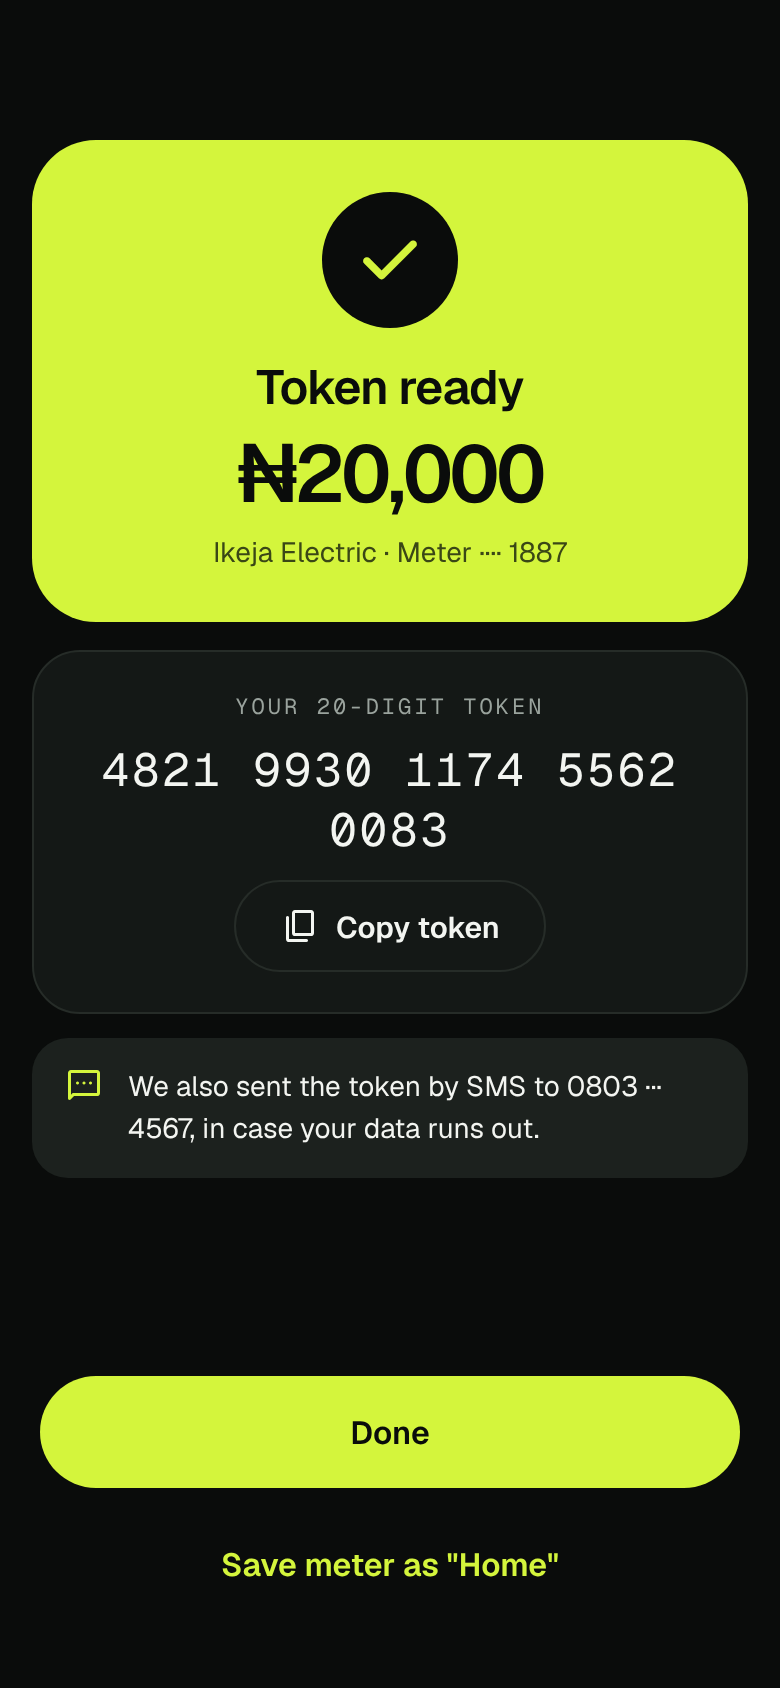 Token ready
₦20,000
Ikeja Electric · Meter ···· 1887
YOUR 20-DIGIT TOKEN
4821 9930 1174 5562
0083
Copy token
We also sent the token by SMS to 0803 ···
4567, in case your data runs out.
Done
Save meter as "Home"